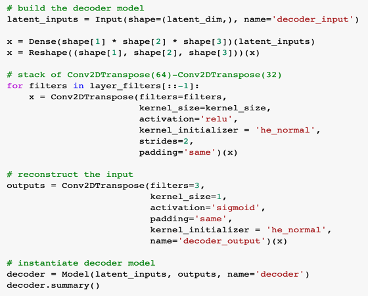 # build the decoder model
latent_inputs = Input(shape=(latent_dim,), name='decoder_input')
x = Dense(shape[1] * shape[2] * shape[3])(latent_inputs)
x = Reshape((shape[1], shape[2], shape[3]))(x)
# stack of Conv2DTranspose(64)-Conv2DTranspose(32)
for filters in layer_filters[::-1]:
    x = Conv2DTranspose(filters=filters,
                        kernel_size=kernel_size,
                        activation='relu',
                        kernel_initializer = 'he_normal',
                        strides=2,
                        padding='same')(x)
# reconstruct the input
outputs = Conv2DTranspose(filters=3,
                          kernel_size=1,
                          activation='sigmoid',
                          padding='same',
                          kernel_initializer = 'he_normal',
                          name='decoder_output')(x)
# instantiate decoder model
decoder = Model(latent_inputs, outputs, name='decoder')
decoder.summary()